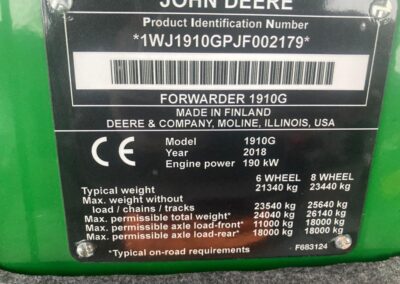 JOHN DEERE
Product Identification Number
*1WJ1910GPJF002179*
FORWARDER 1910G
MADE IN FINLAND
DEERE & COMPANY, MOLINE, ILLINOIS, USA
CE
Model 1910G
Year 2018
Engine power 190 kW
6 WHEEL 8 WHEEL
Typical weight 21340 kg 23440 kg
Max. weight without
load / chains / tracks 23540 kg 25640 kg
Max. permissible total weight* 24040 kg 26140 kg
Max. permissible axle load-front* 11000 kg 18000 kg
Max. permissible axle load-rear* 18000 kg 18000 kg
*Typical on-road requirements F683124